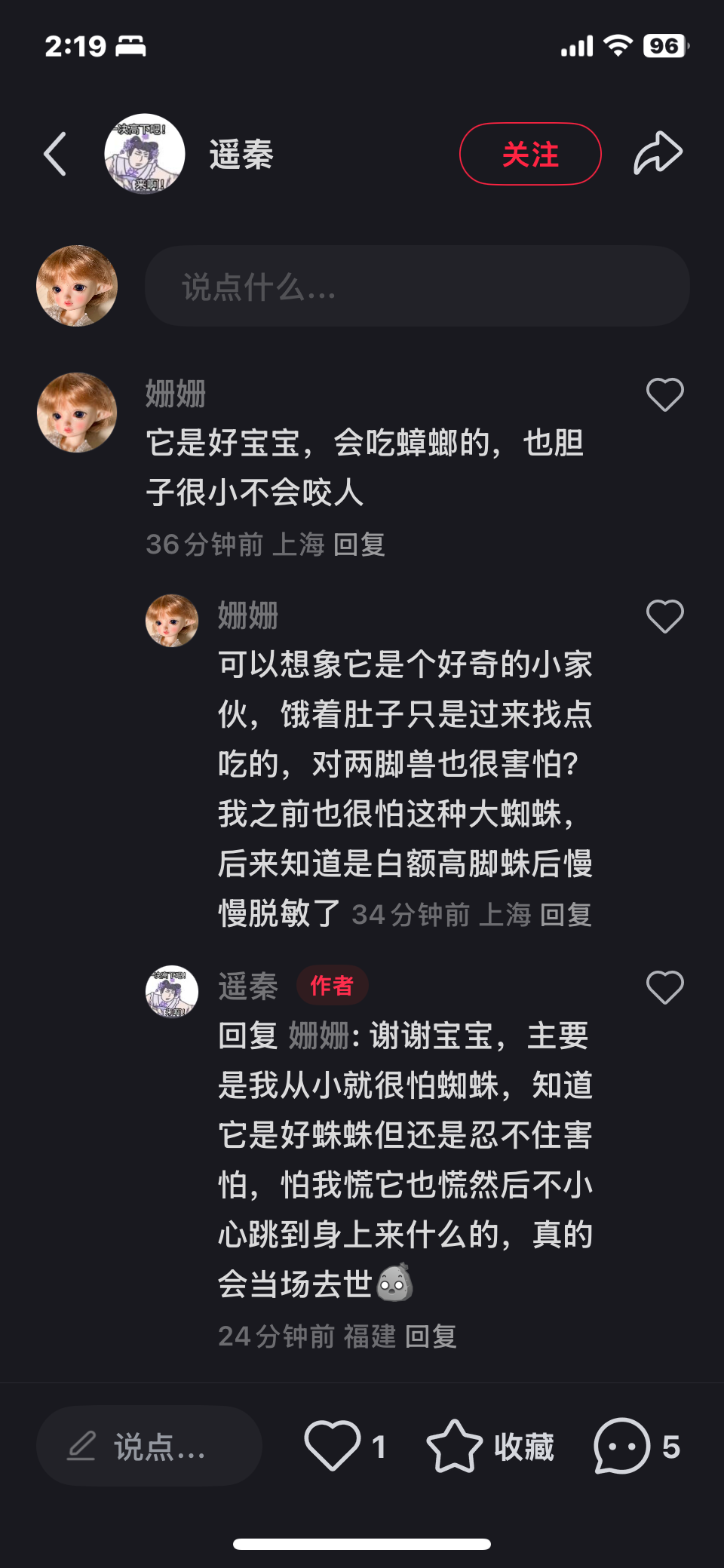 2:19
96
一决高下吧!
来啊!
遥秦
关注
说点什么...
姗姗
它是好宝宝，会吃蟑螂的，也胆
子很小不会咬人
36分钟前 上海 回复
姗姗
可以想象它是个好奇的小家
伙，饿着肚子只是过来找点
吃的，对两脚兽也很害怕?
我之前也很怕这种大蜘蛛，
后来知道是白额高脚蛛后慢
慢脱敏了 34分钟前 上海 回复
遥秦 作者
回复 姗姗: 谢谢宝宝，主要
是我从小就很怕蜘蛛，知道
它是好蛛蛛但还是忍不住害
怕，怕我慌它也慌然后不小
心跳到身上来什么的，真的
会当场去世
24分钟前 福建 回复
说点...
1
收藏
5